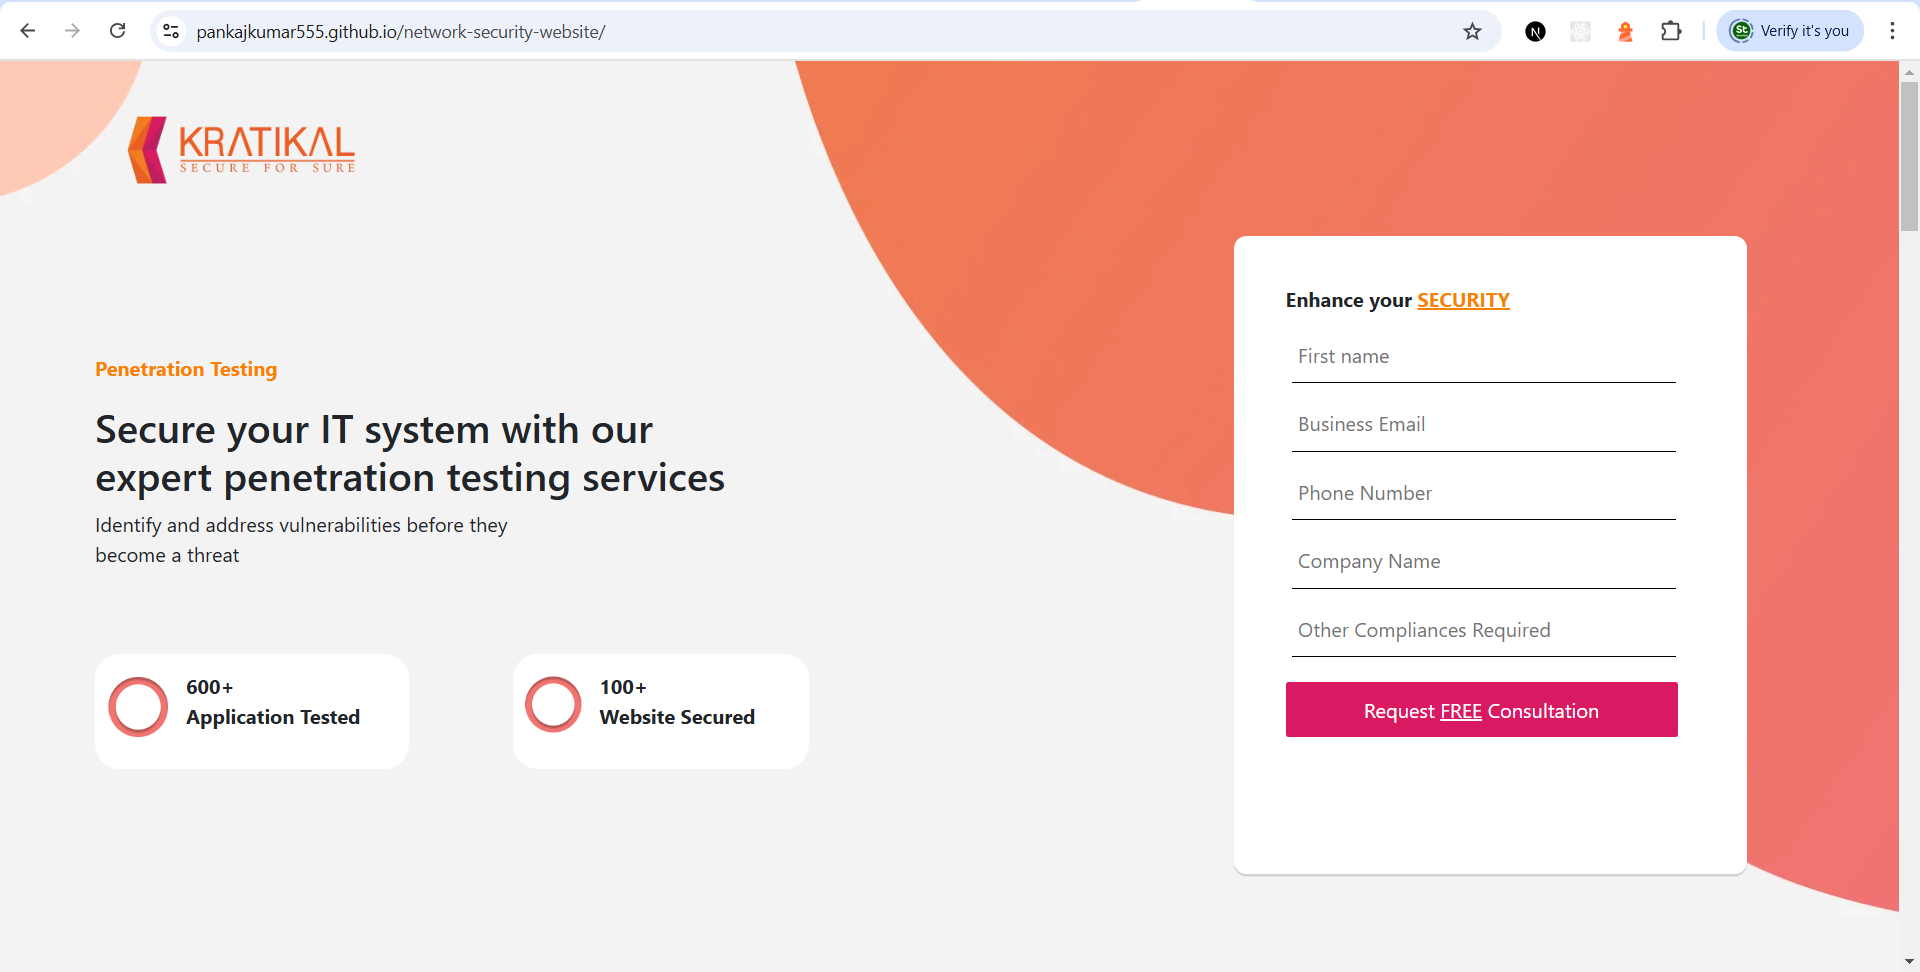 pankajkumar555.github.io/network-security-website/
N
St
Verify it's you
KRATIKAL
SECURE FOR SURE
Penetration Testing
Secure your IT system with our
expert penetration testing services
Identify and address vulnerabilities before they
become a threat
600+
Application Tested
100+
Website Secured
Enhance your SECURITY
First name
Business Email
Phone Number
Company Name
Other Compliances Required
Request FREE Consultation